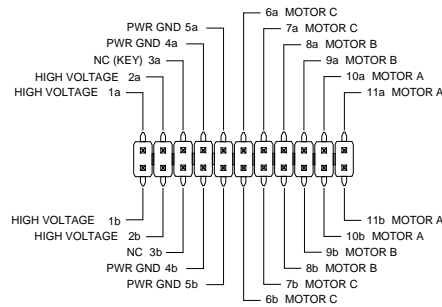 6a MOTOR C
PWR GND 5a
7a MOTOR C
PWR GND 4a
8a MOTOR B
NC (KEY) 3a
9a MOTOR B
HIGH VOLTAGE 2a
10a MOTOR A
HIGH VOLTAGE 1a
11a MOTOR A
HIGH VOLTAGE 1b
11b MOTOR A
HIGH VOLTAGE 2b
10b MOTOR A
NC 3b
9b MOTOR B
PWR GND 4b
8b MOTOR B
PWR GND 5b
7b MOTOR C
6b MOTOR C